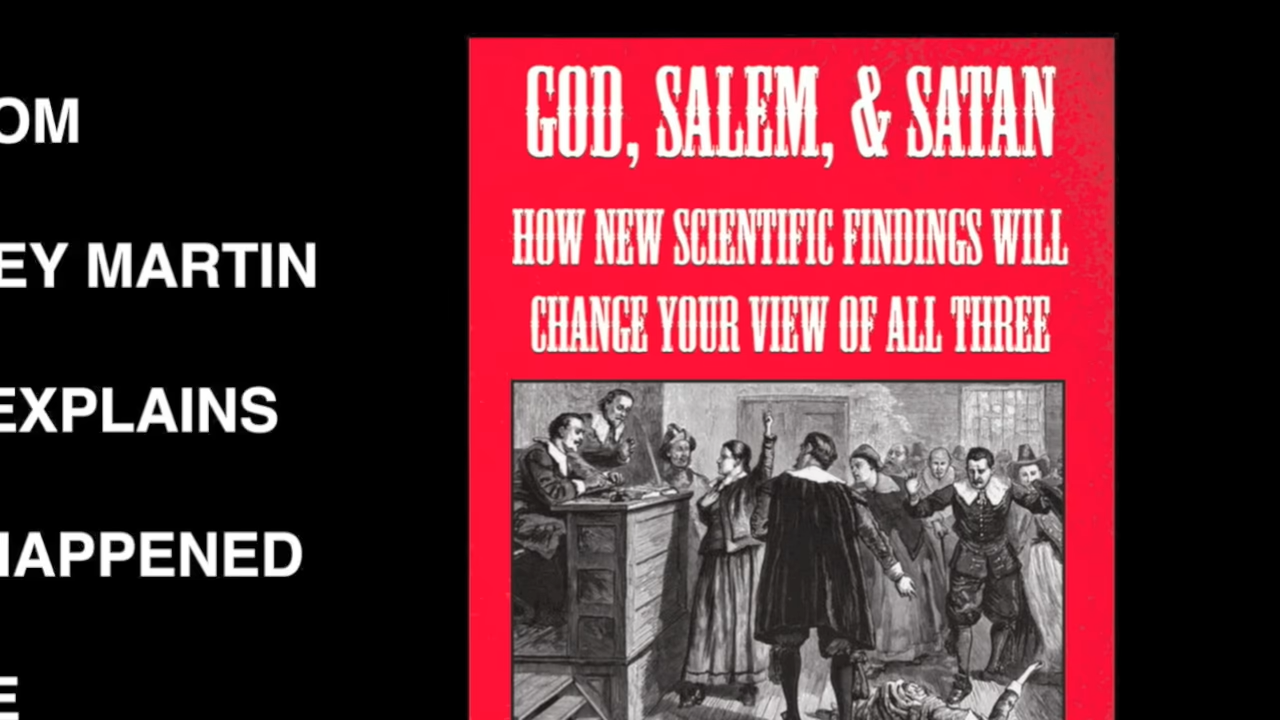 OM
EY MARTIN
EXPLAINS
HAPPENED
E
GOD, SALEM, & SATAN
HOW NEW SCIENTIFIC FINDINGS WILL
CHANGE YOUR VIEW OF ALL THREE